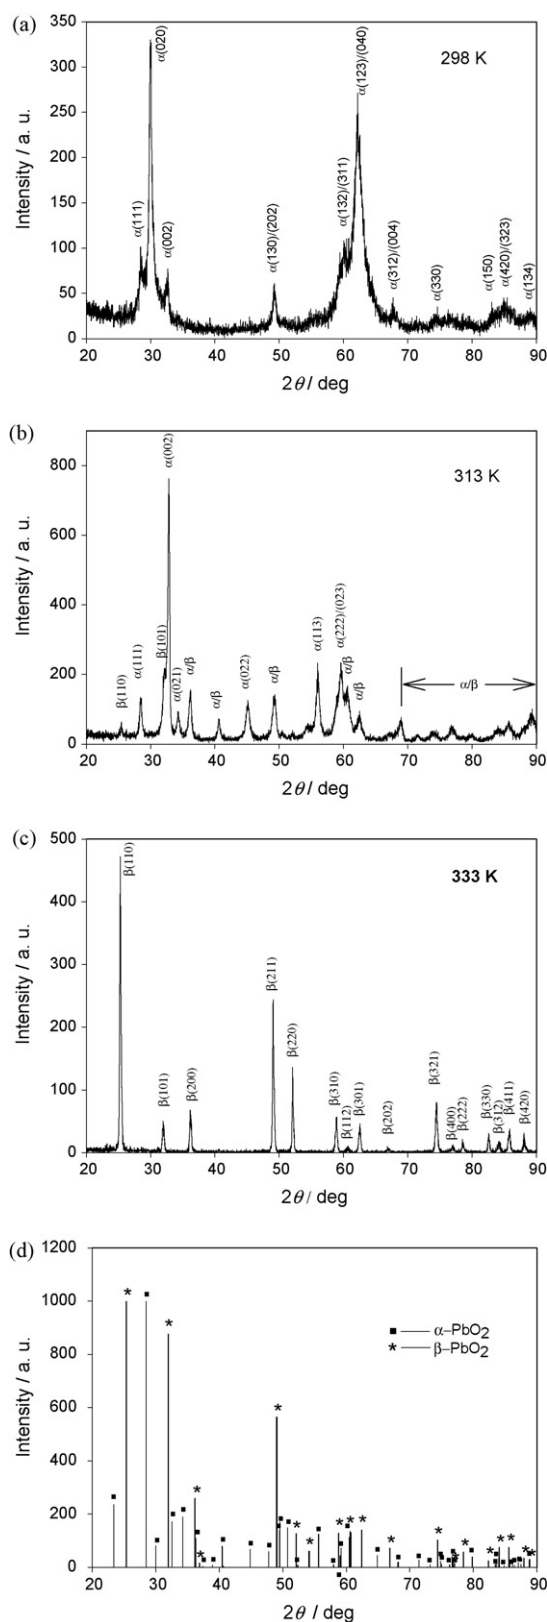 (a)
298 K
350
300
250
200
150
100
50
0
Intensity / a. u.
α(111)
α(020)
α(002)
α(130)/(202)
α(132)/(311)
α(123)/(040)
α(312)/(004)
α(330)
α(150)
α(420)/(323)
α(134)
20 30 40 50 60 70 80 90
2θ / deg
(b)
313 K
800
600
400
200
0
Intensity / a. u.
β(110)
α(111)
β(101)
α(002)
α(021)
α/β
α/β
α(022)
α/β
α(113)
α(222)/(023)
α/β
α/β
α/β
20 30 40 50 60 70 80 90
2θ / deg
(c)
333 K
500
400
300
200
100
0
Intensity / a. u.
β(110)
β(101)
β(200)
β(211)
β(220)
β(310)
β(112)
β(301)
β(202)
β(321)
β(400)
β(222)
β(330)
β(312)
β(411)
β(420)
20 30 40 50 60 70 80 90
2θ / deg
(d)
1200
1000
800
600
400
200
0
Intensity / a. u.
α–PbO2
β–PbO2
20 30 40 50 60 70 80 90
2θ / deg